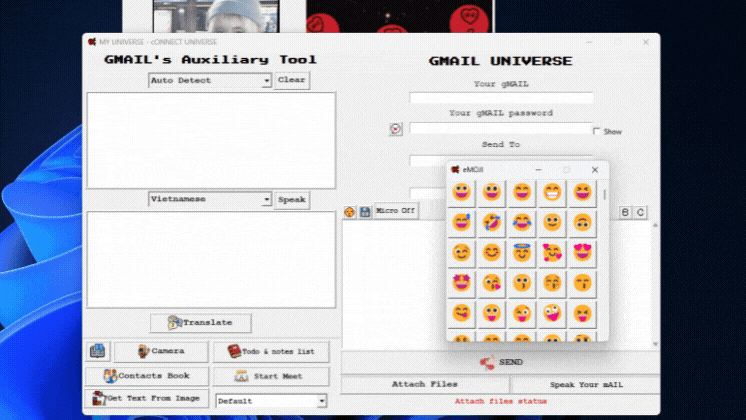 MY UNIVERSE - cONNECT UNIVERSE
GMAIL's Auxiliary Tool
Auto Detect
Clear
Vietnamese
Speak
Translate
Camera
Todo & notes list
Contacts Book
Start Meet
Get Text From Image
Default
GMAIL UNIVERSE
Your gMAIL
Your gMAIL password
Show
Send To
eMOJI
Micro Off
B
C
SEND
Attach Files
Speak Your mAIL
Attach files status